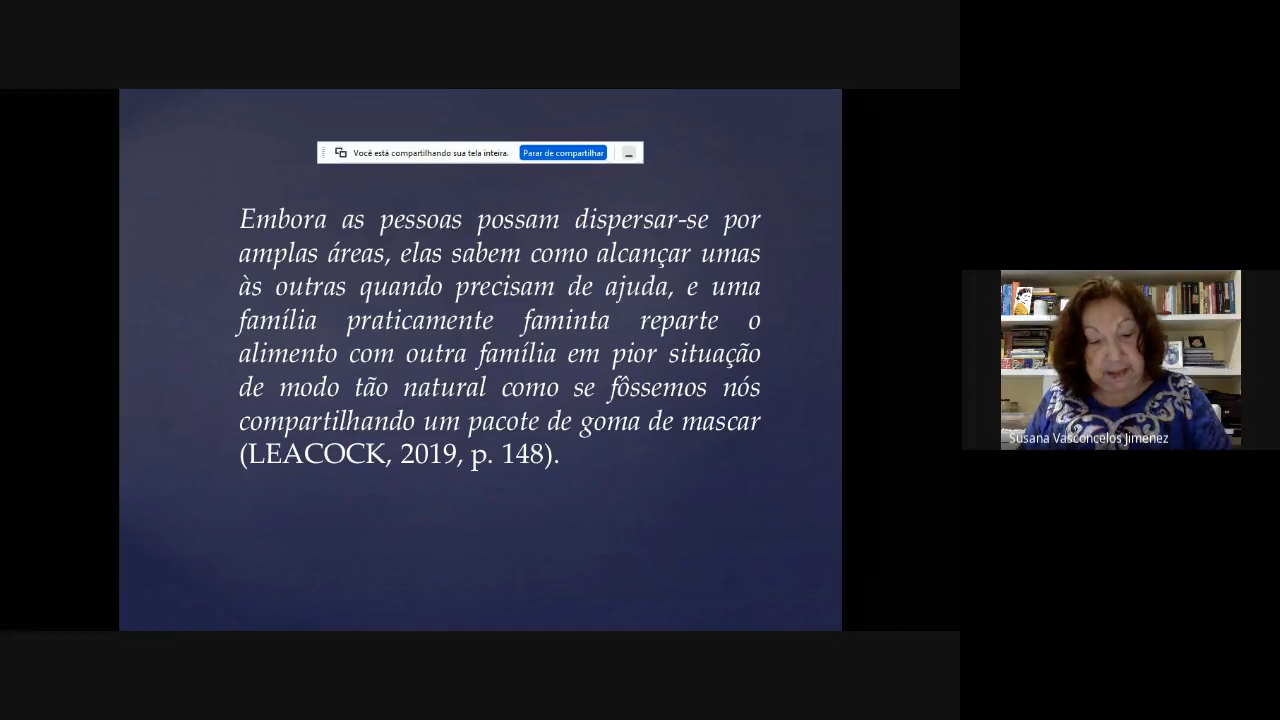 Você está compartilhando sua tela inteira. Parar de compartilhar
Embora as pessoas possam dispersar-se por
amplas áreas, elas sabem como alcançar umas
às outras quando precisam de ajuda, e uma
família praticamente faminta reparte o
alimento com outra família em pior situação
de modo tão natural como se fôssemos nós
compartilhando um pacote de goma de mascar
(LEACOCK, 2019, p. 148).
Susana Vasconcelos Jimenez